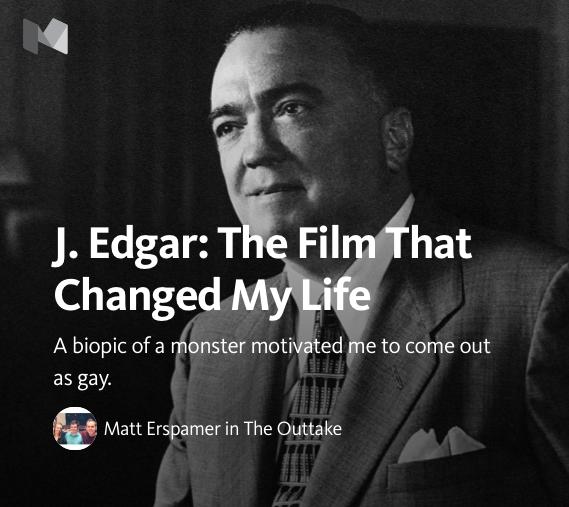 J. Edgar: The Film That
Changed My Life
A biopic of a monster motivated me to come out
as gay.
Matt Erspamer in The Outtake